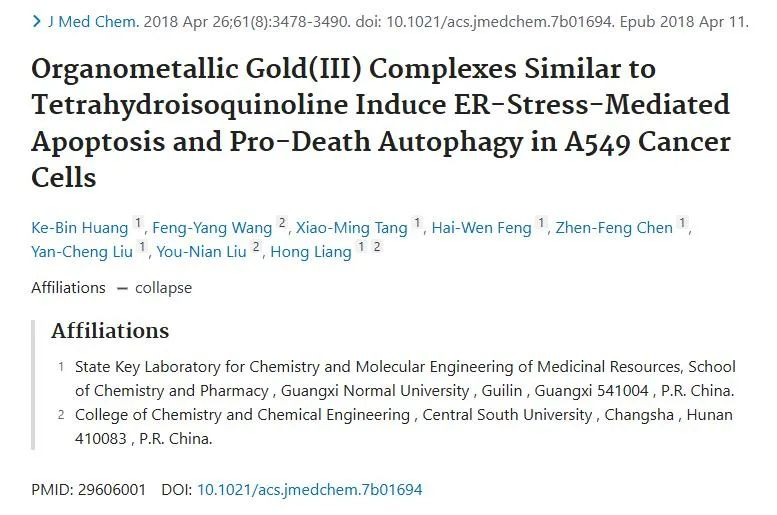 J Med Chem. 2018 Apr 26;61(8):3478-3490. doi: 10.1021/acs.jmedchem.7b01694. Epub 2018 Apr 11.
Organometallic Gold(III) Complexes Similar to
Tetrahydroisoquinoline Induce ER-Stress-Mediated
Apoptosis and Pro-Death Autophagy in A549 Cancer
Cells
Ke-Bin Huang 1, Feng-Yang Wang 2, Xiao-Ming Tang 1, Hai-Wen Feng 1, Zhen-Feng Chen 1,
Yan-Cheng Liu 1, You-Nian Liu 2, Hong Liang 1 2
Affiliations — collapse
Affiliations
1 State Key Laboratory for Chemistry and Molecular Engineering of Medicinal Resources, School
of Chemistry and Pharmacy , Guangxi Normal University , Guilin , Guangxi 541004 , P.R. China.
2 College of Chemistry and Chemical Engineering , Central South University , Changsha , Hunan
410083 , P.R. China.
PMID: 29606001 DOI: 10.1021/acs.jmedchem.7b01694